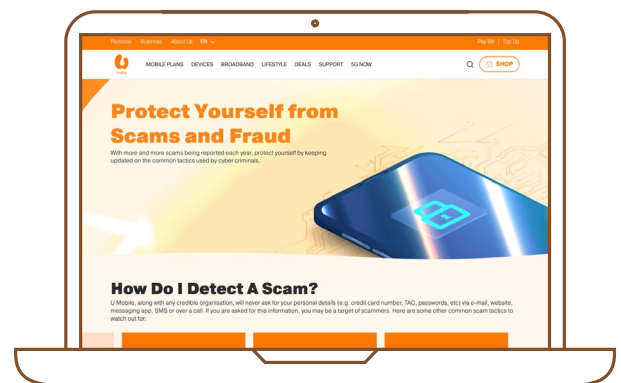 Personal Business About Us EN
Pay Bill | Top Up
MOBILE PLANS DEVICES BROADBAND LIFESTYLE DEALS SUPPORT 5G NOW
SHOP
Protect Yourself from
Scams and Fraud
With more and more scams being reported each year, protect yourself by keeping
updated on the common tactics used by cyber criminals.
How Do I Detect A Scam?
U Mobile, along with any credible organisation, will never ask for your personal details (e.g. credit card number, TAC, passwords, etc) via e-mail, website,
messaging app, SMS or over a call. If you are asked for this information, you may be a target of scammers. Here are some other common scam tactics to
watch out for: